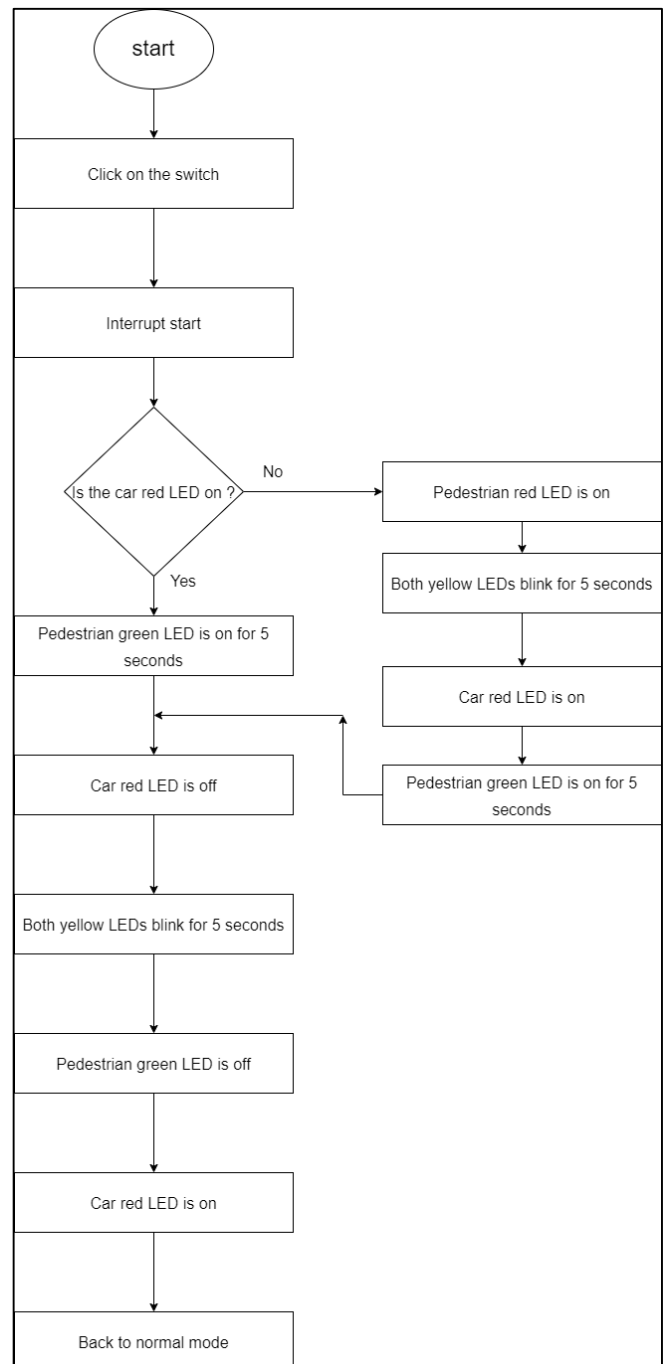 start
Click on the switch
Interrupt start
Is the car red LED on ?
No
Yes
Pedestrian red LED is on
Both yellow LEDs blink for 5 seconds
Car red LED is on
Pedestrian green LED is on for 5
seconds
Pedestrian green LED is on for 5
seconds
Car red LED is off
Both yellow LEDs blink for 5 seconds
Pedestrian green LED is off
Car red LED is on
Back to normal mode